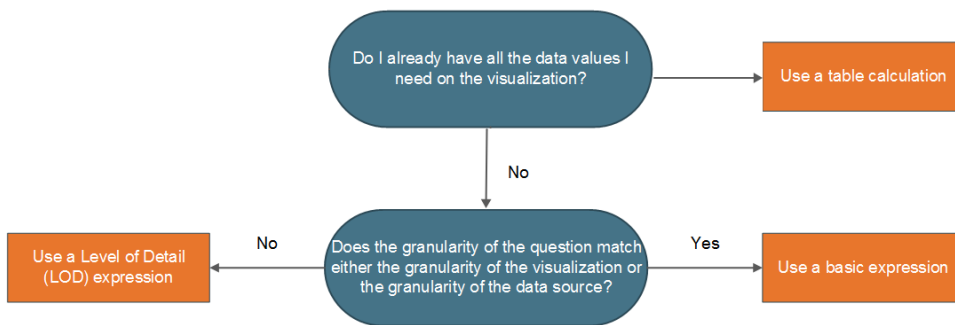 Do I already have all the data values I
need on the visualization?
Use a table calculation
No
Use a Level of Detail
(LOD) expression
No
Does the granularity of the question match
either the granularity of the visualization or
the granularity of the data source?
Yes
Use a basic expression